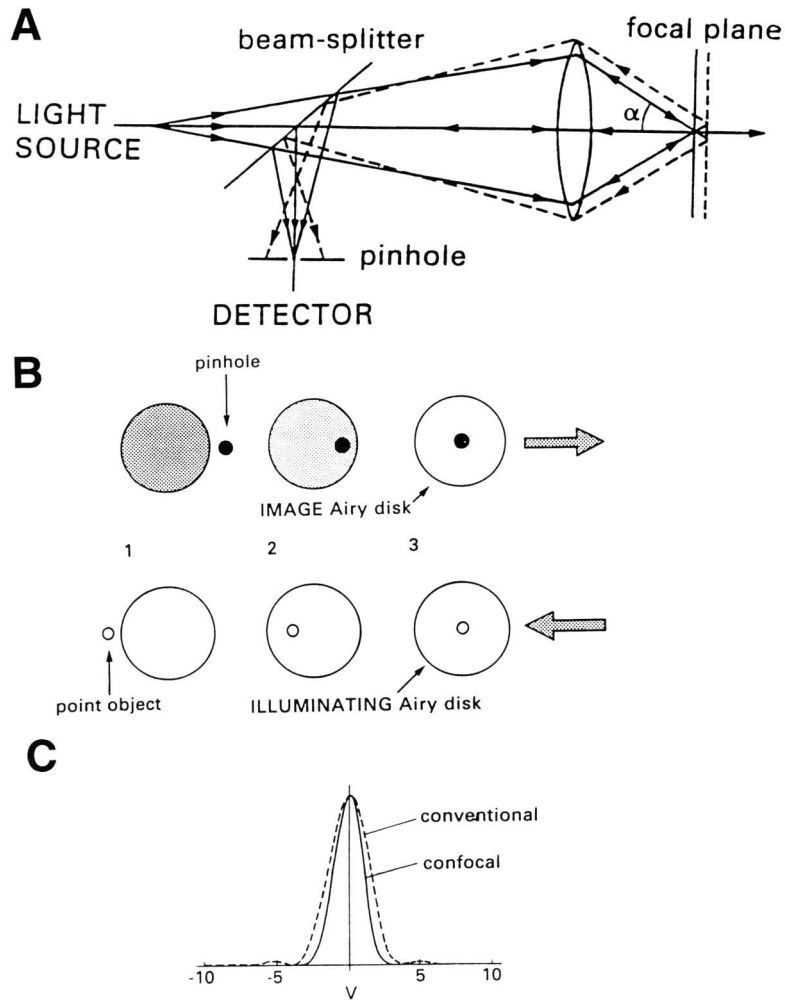 A
beam-splitter
focal plane
LIGHT
SOURCE
α
pinhole
DETECTOR
B
pinhole
IMAGE Airy disk
1 2 3
point object
ILLUMINATING Airy disk
C
conventional
confocal
-10 -5 0 5 10
V